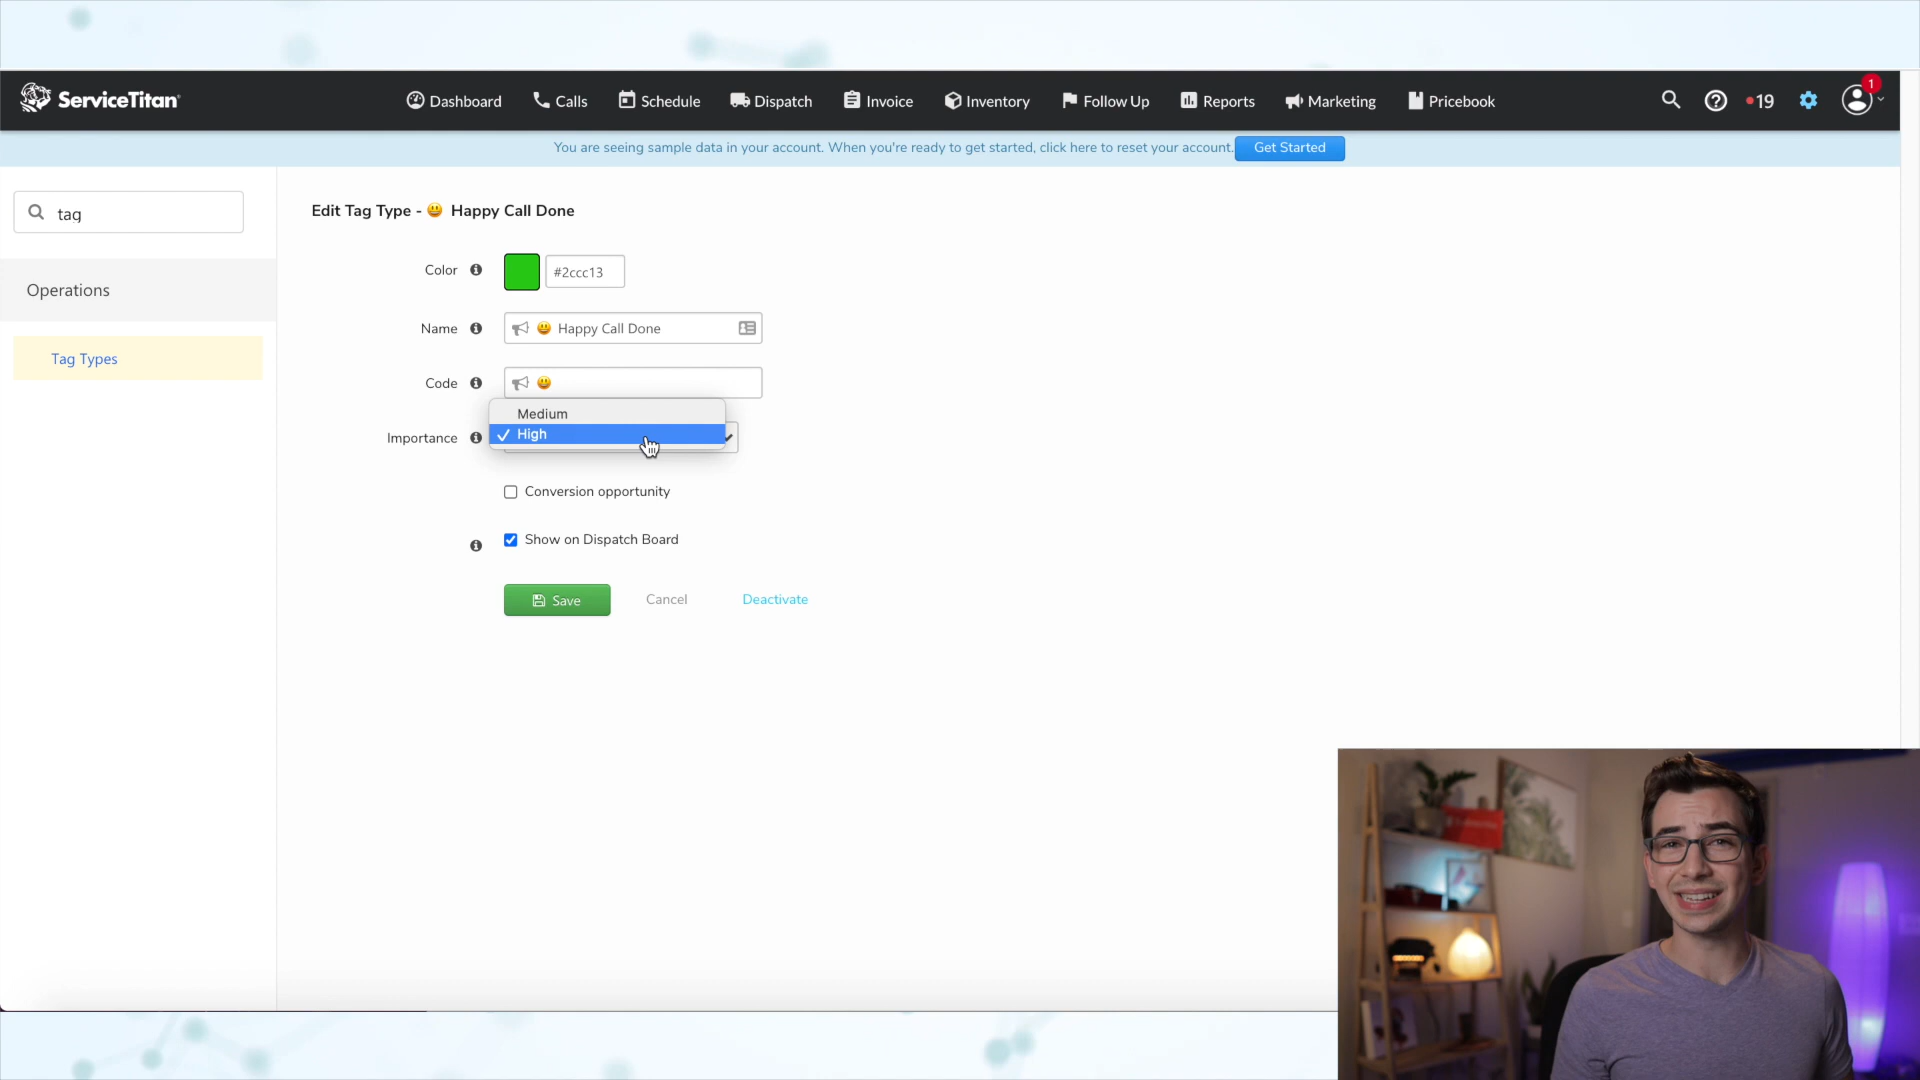 ServiceTitan
Dashboard
Calls
Schedule
Dispatch
Invoice
Inventory
Follow Up
Reports
Marketing
Pricebook
19
1
You are seeing sample data in your account. When you're ready to get started, click here to reset your account.
Get Started
tag
Operations
Tag Types
Edit Tag Type - 😃 Happy Call Done
Color
#2ccc13
Name
😃 Happy Call Done
Code
😃
Importance
Medium
✓ High
Conversion opportunity
Show on Dispatch Board
Save
Cancel
Deactivate